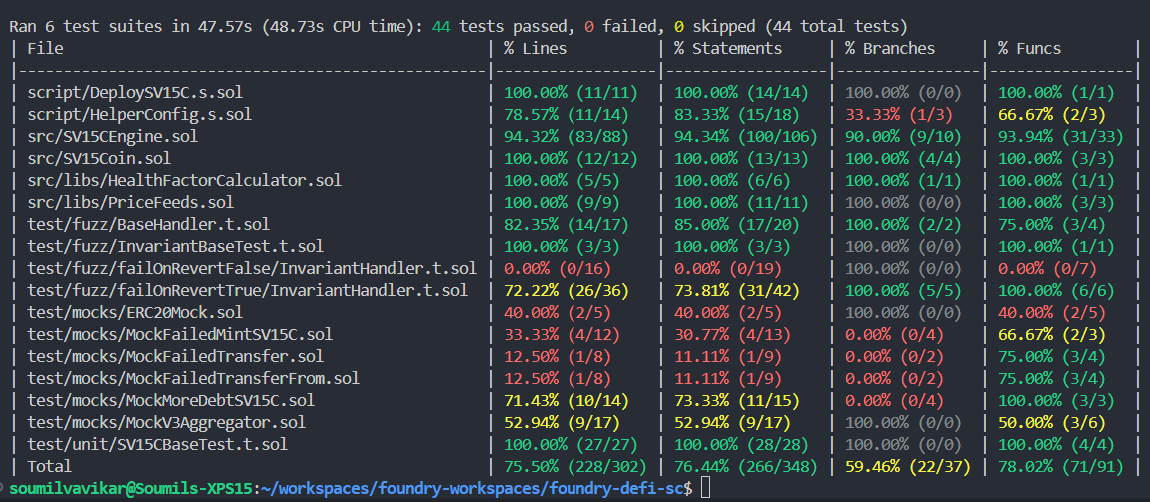 Ran 6 test suites in 47.57s (48.73s CPU time): 44 tests passed, 0 failed, 0 skipped (44 total tests)
| File | % Lines | % Statements | % Branches | % Funcs |
|------------------------------------------------|------------------|------------------|----------------|----------------|
| script/DeploySV15C.s.sol | 100.00% (11/11) | 100.00% (14/14) | 100.00% (0/0) | 100.00% (1/1) |
| script/HelperConfig.s.sol | 78.57% (11/14) | 83.33% (15/18) | 33.33% (1/3) | 66.67% (2/3) |
| src/SV15CEngine.sol | 94.32% (83/88) | 94.34% (100/106) | 90.00% (9/10) | 93.94% (31/33) |
| src/SV15Coin.sol | 100.00% (12/12) | 100.00% (13/13) | 100.00% (4/4) | 100.00% (3/3) |
| src/libs/HealthFactorCalculator.sol | 100.00% (5/5) | 100.00% (6/6) | 100.00% (1/1) | 100.00% (1/1) |
| src/libs/PriceFeeds.sol | 100.00% (9/9) | 100.00% (11/11) | 100.00% (0/0) | 100.00% (3/3) |
| test/fuzz/BaseHandler.t.sol | 82.35% (14/17) | 85.00% (17/20) | 100.00% (2/2) | 75.00% (3/4) |
| test/fuzz/InvariantBaseTest.t.sol | 100.00% (3/3) | 100.00% (3/3) | 100.00% (0/0) | 100.00% (1/1) |
| test/fuzz/failOnRevertFalse/InvariantHandler.t.sol | 0.00% (0/16) | 0.00% (0/19) | 100.00% (0/0) | 0.00% (0/7) |
| test/fuzz/failOnRevertTrue/InvariantHandler.t.sol | 72.22% (26/36) | 73.81% (31/42) | 100.00% (5/5) | 100.00% (6/6) |
| test/mocks/ERC20Mock.sol | 40.00% (2/5) | 40.00% (2/5) | 100.00% (0/0) | 40.00% (2/5) |
| test/mocks/MockFailedMintSV15C.sol | 33.33% (4/12) | 30.77% (4/13) | 0.00% (0/4) | 66.67% (2/3) |
| test/mocks/MockFailedTransfer.sol | 12.50% (1/8) | 11.11% (1/9) | 0.00% (0/2) | 75.00% (3/4) |
| test/mocks/MockFailedTransferFrom.sol | 12.50% (1/8) | 11.11% (1/9) | 0.00% (0/2) | 75.00% (3/4) |
| test/mocks/MockMoreDebtSV15C.sol | 71.43% (10/14) | 73.33% (11/15) | 0.00% (0/4) | 100.00% (3/3) |
| test/mocks/MockV3Aggregator.sol | 52.94% (9/17) | 52.94% (9/17) | 100.00% (0/0) | 50.00% (3/6) |
| test/unit/SV15CBaseTest.t.sol | 100.00% (27/27) | 100.00% (28/28) | 100.00% (0/0) | 100.00% (4/4) |
| Total | 75.50% (228/302) | 76.44% (266/348) | 59.46% (22/37) | 78.02% (71/91) |
soumilvavikar@Soumils-XPS15:~/workspaces/foundry-workspaces/foundry-defi-sc$